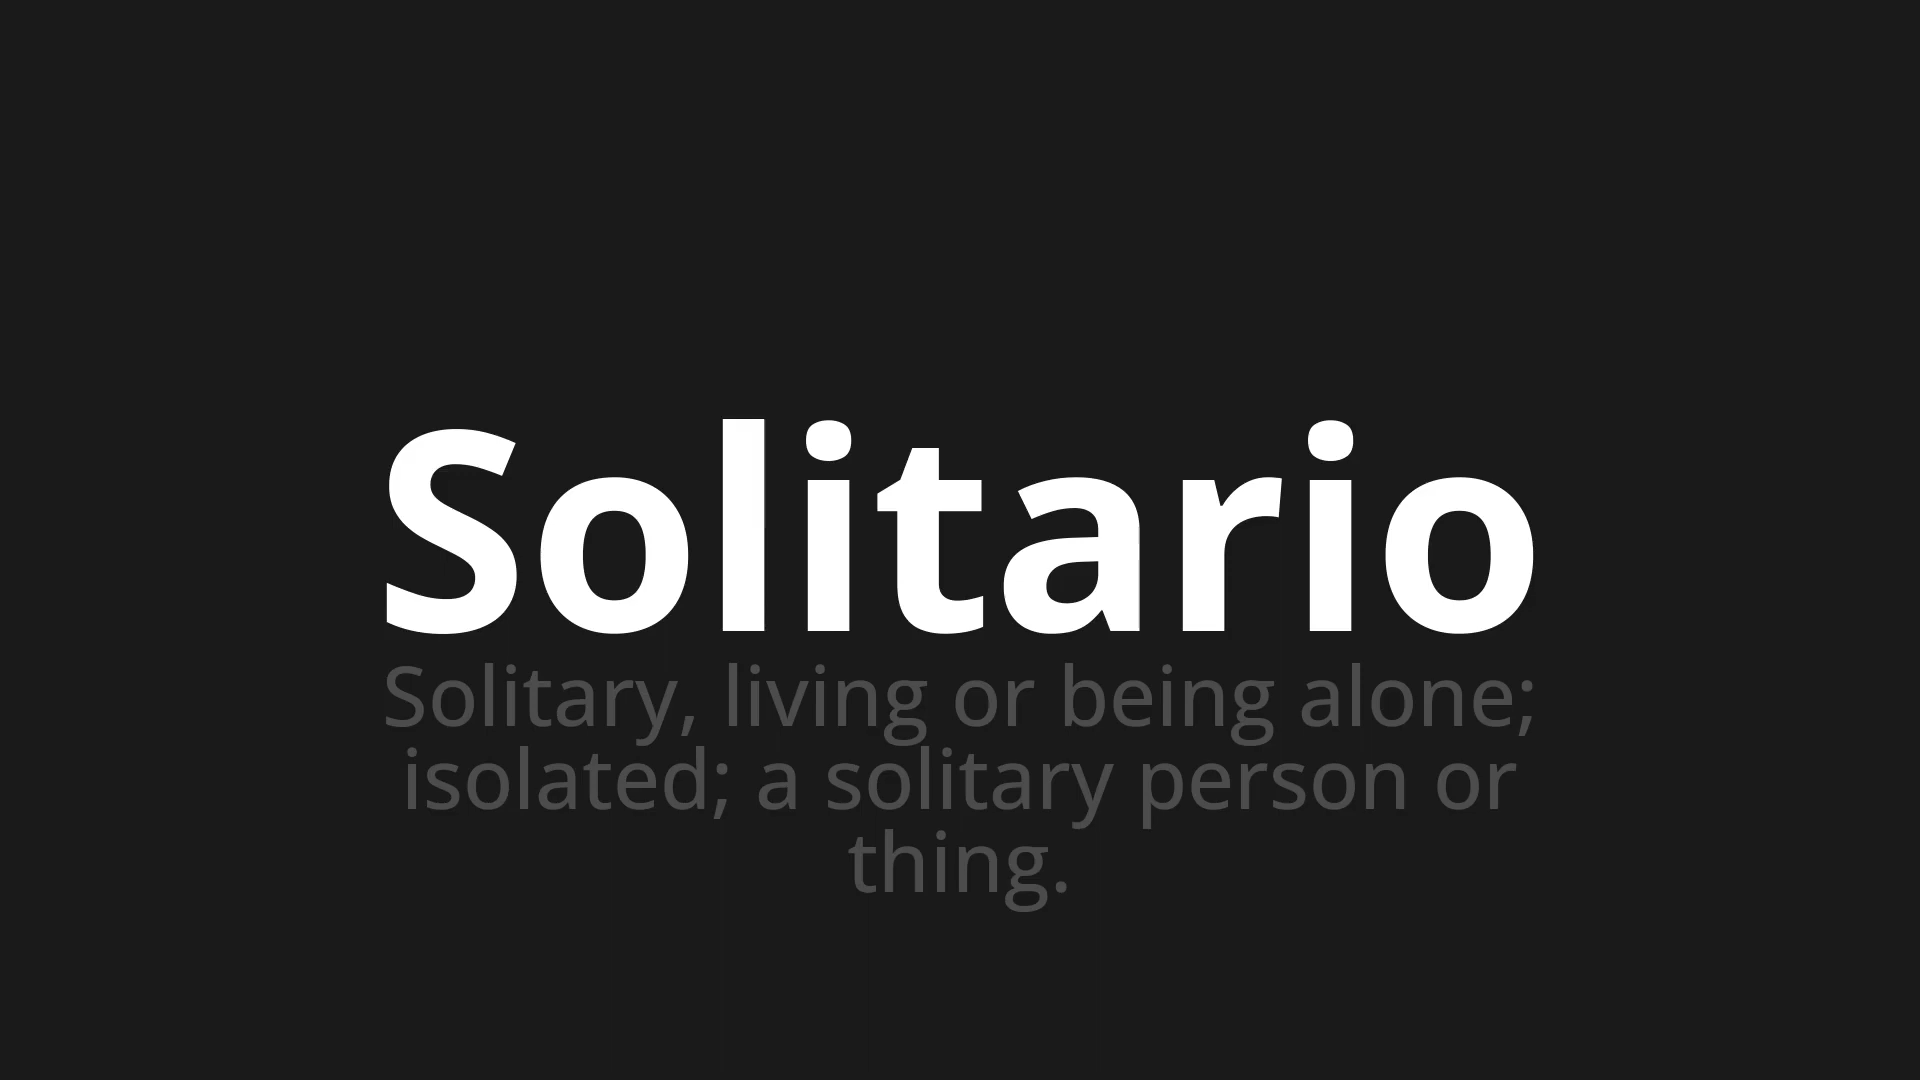 Solitario
Solitary, living or being alone;
isolated; a solitary person or
thing.